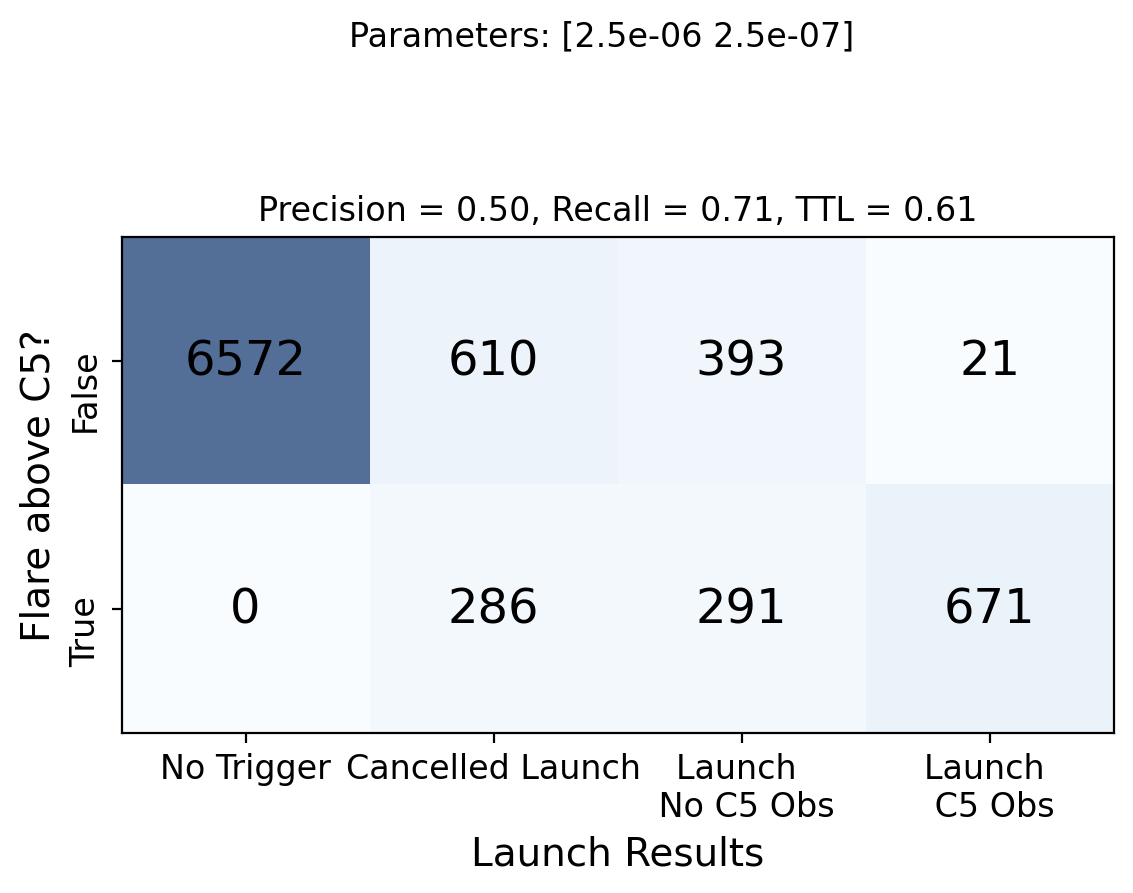 Parameters: [2.5e-06 2.5e-07]
Precision = 0.50, Recall = 0.71, TTL = 0.61
Flare above C5?
False
6572 610 393 21
True
0 286 291 671
No Trigger Cancelled Launch Launch Launch
No C5 Obs C5 Obs
Launch Results